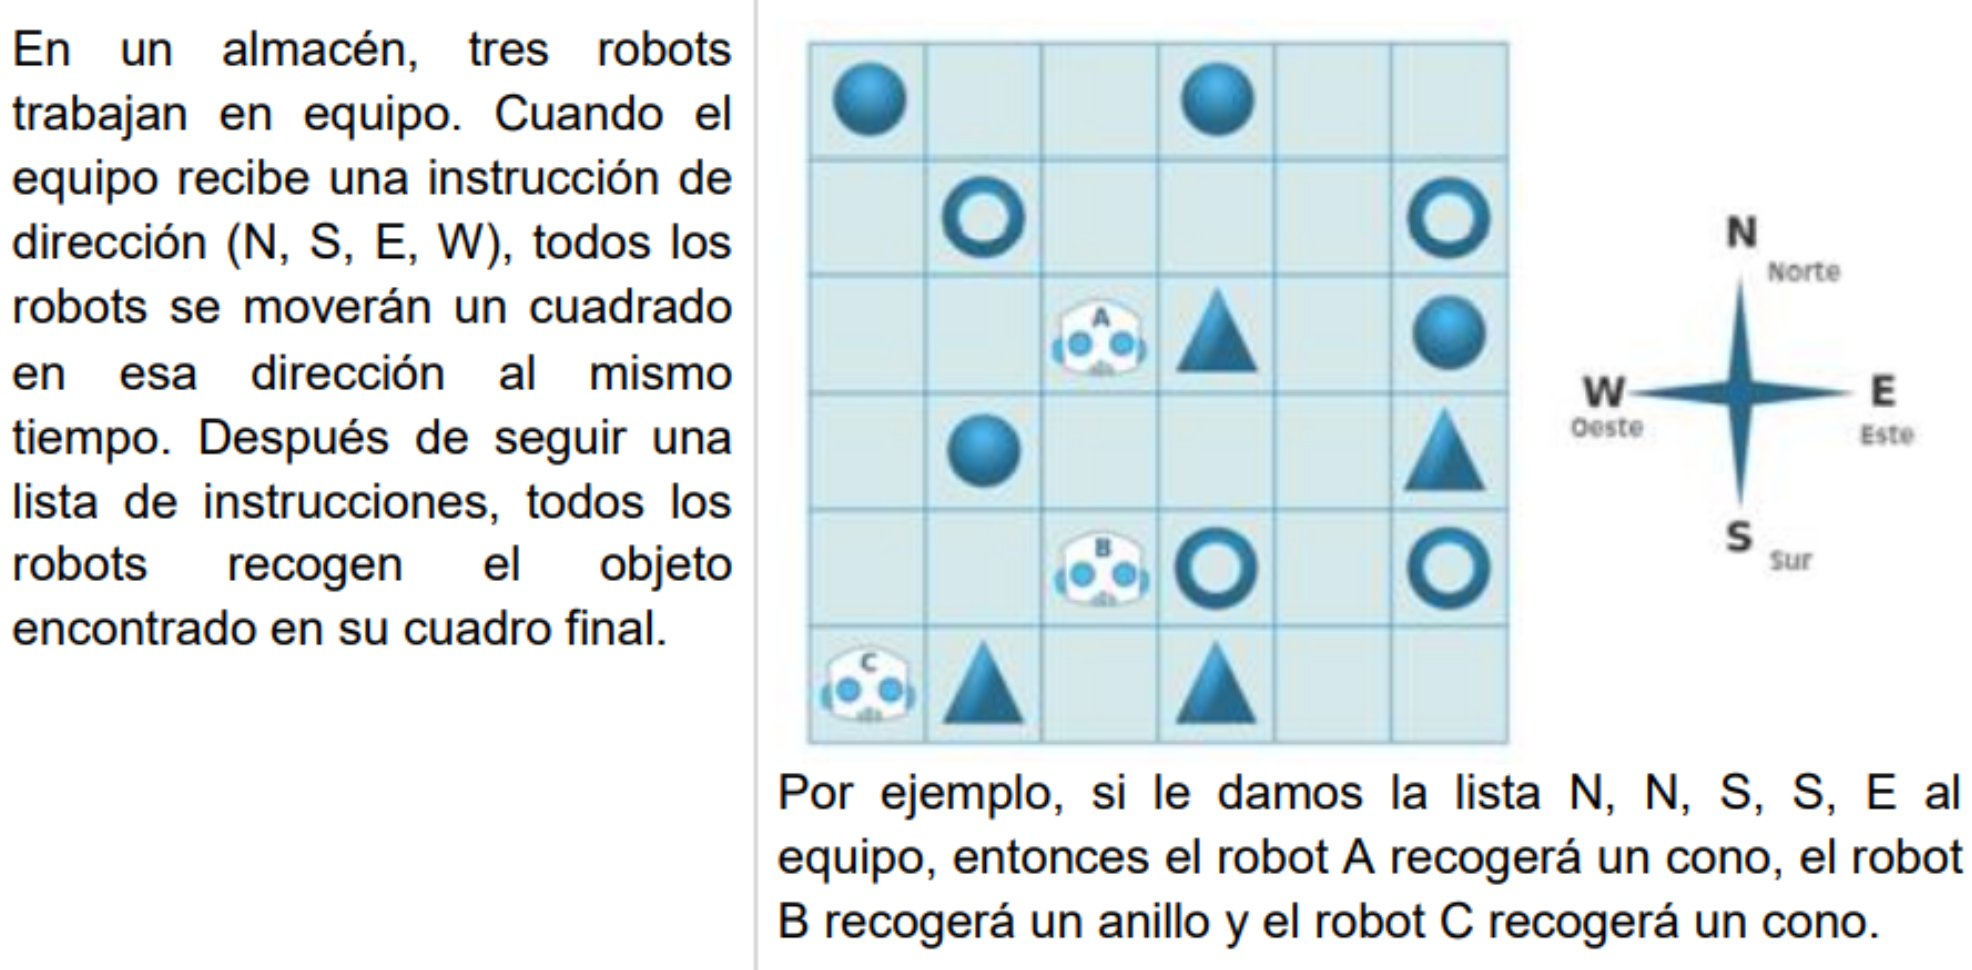 En un almacén, tres robots
trabajan en equipo. Cuando el
equipo recibe una instrucción de
dirección (N, S, E, W), todos los
robots se moverán un cuadrado
en esa dirección al mismo
tiempo. Después de seguir una
lista de instrucciones, todos los
robots recogen el objeto
encontrado en su cuadro final.
A
B
C
N
Norte
W
Oeste
E
Este
S
Sur
Por ejemplo, si le damos la lista N, N, S, S, E al
equipo, entonces el robot A recogerá un cono, el robot
B recogerá un anillo y el robot C recogerá un cono.